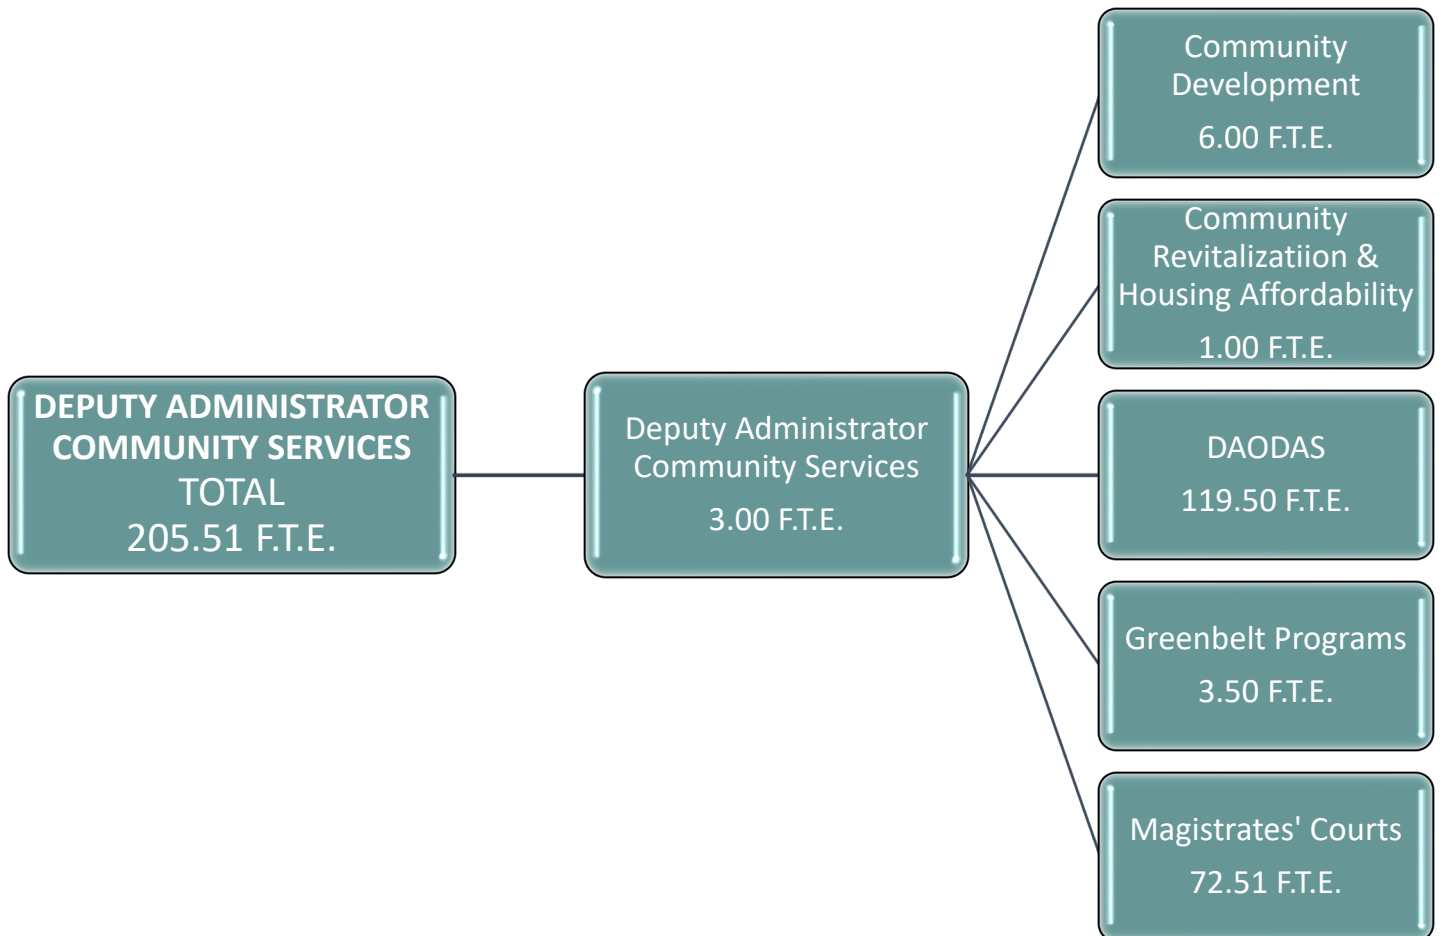 DEPUTY ADMINISTRATOR
COMMUNITY SERVICES
TOTAL
205.51 F.T.E.
Deputy Administrator
Community Services
3.00 F.T.E.
Community
Development
6.00 F.T.E.
Community
Revitalizatiion &
Housing Affordability
1.00 F.T.E.
DAODAS
119.50 F.T.E.
Greenbelt Programs
3.50 F.T.E.
Magistrates' Courts
72.51 F.T.E.